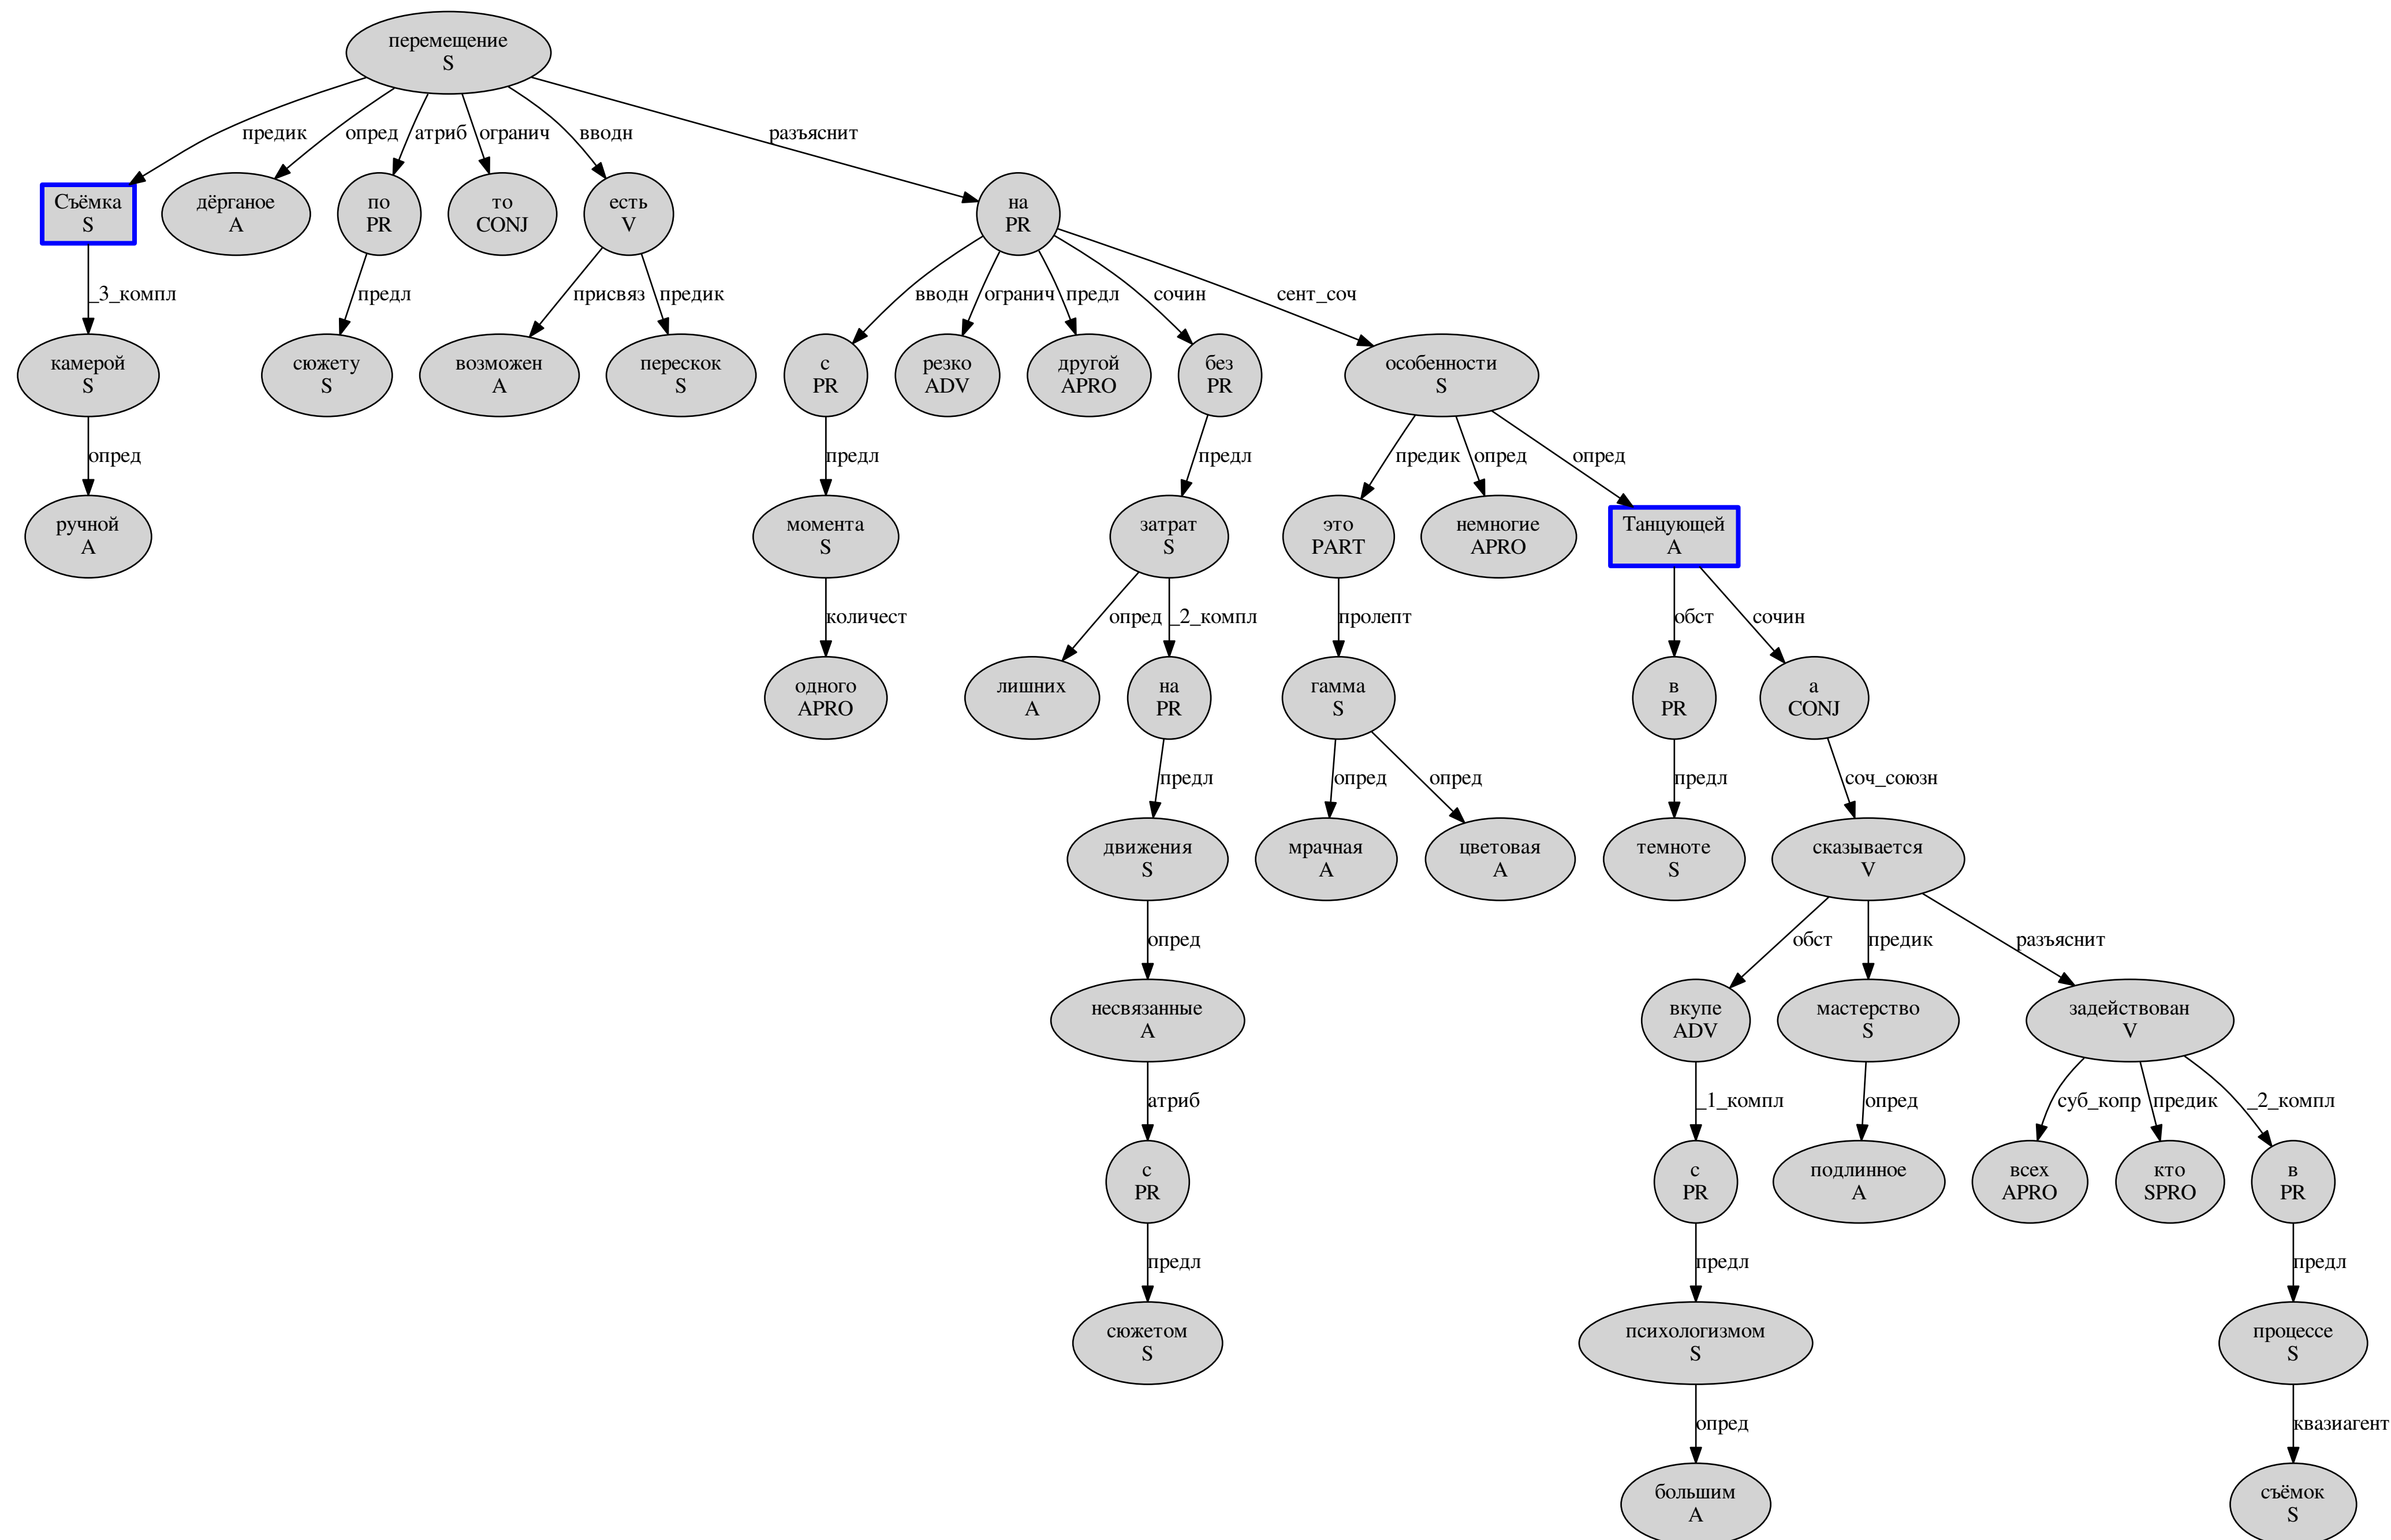 перемещение
S
предик
опред
атриб
огранич
вводн
разъяснит
Съёмка
S
дёрганое
A
по
PR
то
CONJ
есть
V
на
PR
_3_компл
предл
присвяз
предик
вводн
огранич
предл
сочин
сент_соч
камерой
S
сюжету
S
возможен
A
перескок
S
с
PR
резко
ADV
другой
APRO
без
PR
особенности
S
опред
предл
предл
предик
опред
опред
ручной
A
момента
S
затрат
S
это
PART
немногие
APRO
Танцующей
A
количест
опред
_2_компл
пролепт
обст
сочин
одного
APRO
лишних
A
на
PR
гамма
S
в
PR
а
CONJ
предл
опред
опред
предл
соч_союзн
движения
S
мрачная
A
цветовая
A
темноте
S
сказывается
V
опред
обст
предик
разъяснит
несвязанные
A
вкупе
ADV
мастерство
S
задействован
V
атриб
_1_компл
опред
суб_копр
предик
_2_компл
с
PR
с
PR
подлинное
A
всех
APRO
кто
SPRO
в
PR
предл
предл
предл
сюжетом
S
психологизмом
S
процессе
S
опред
квазиагент
большим
A
съёмок
S